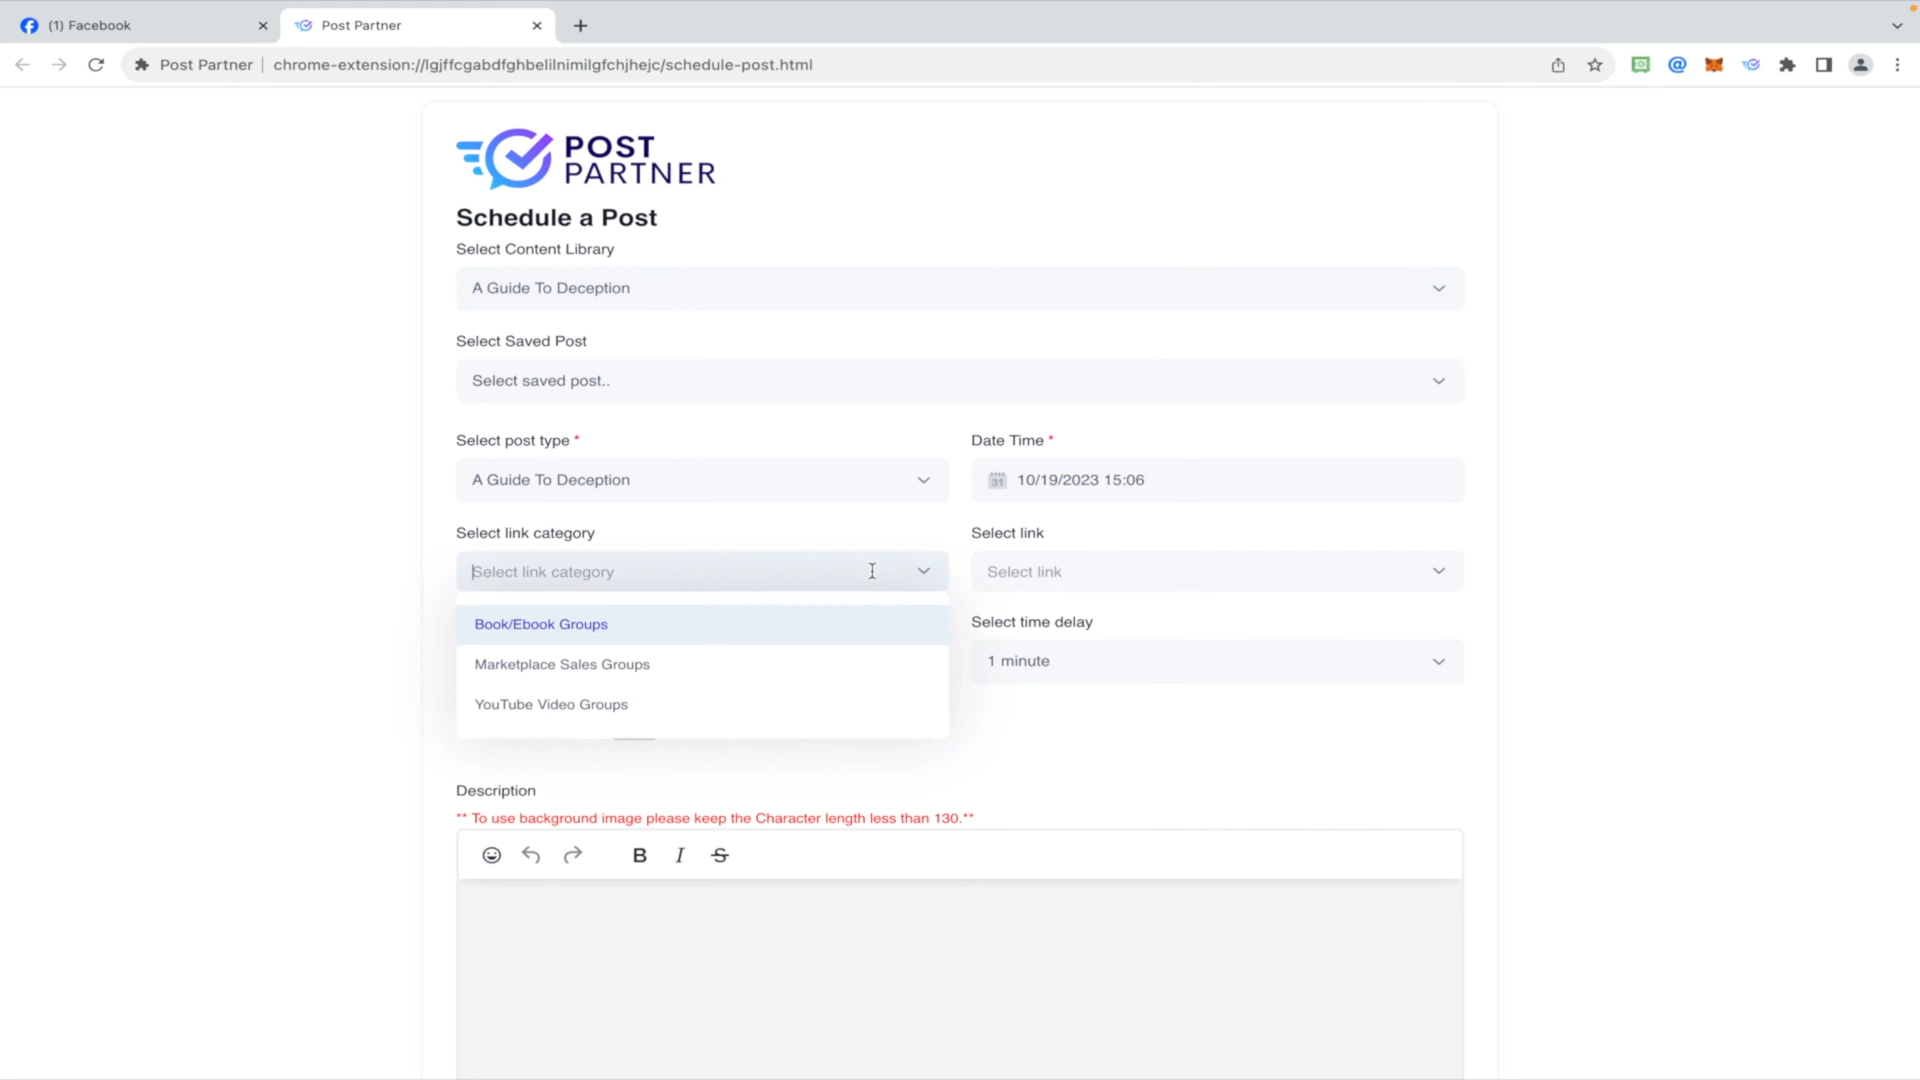 (1) Facebook
Post Partner
Post Partner | chrome-extension://lgjffcgabdfghbelilnimilgfchjhejc/schedule-post.html
POST
PARTNER
Schedule a Post
Select Content Library
A Guide To Deception
Select Saved Post
Select saved post..
Select post type *
Date Time *
A Guide To Deception
31
10/19/2023 15:06
Select link category
Select link
Select link category
Select link
Book/Ebook Groups
Select time delay
Marketplace Sales Groups
1 minute
YouTube Video Groups
Description
** To use background image please keep the Character length less than 130.**
B I S